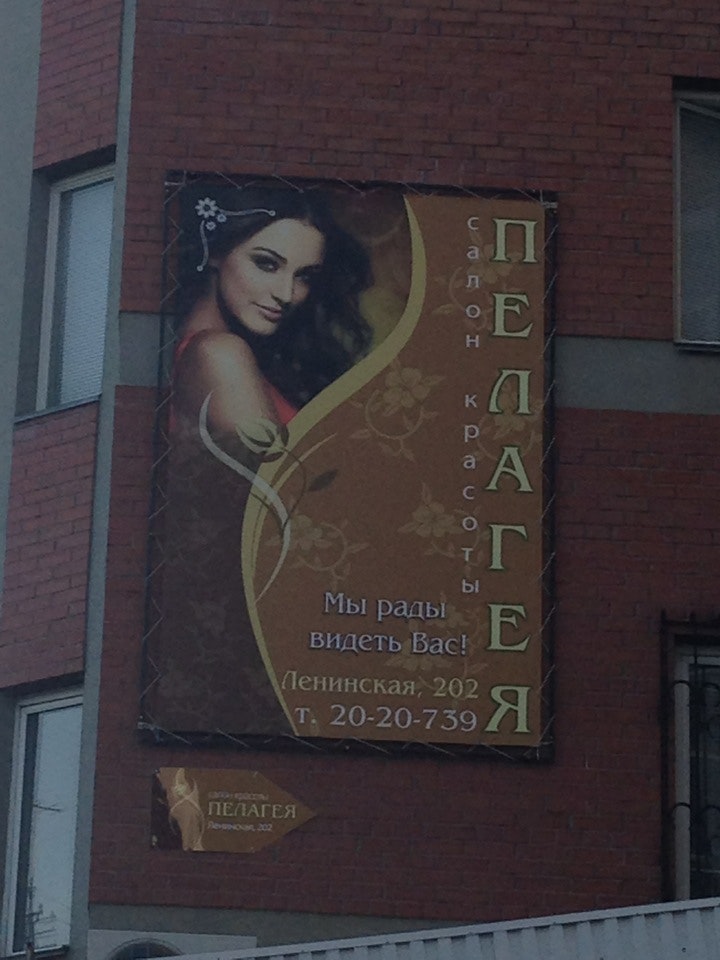 ПЕЛАГЕЯ
салон красоты
Мы рады
видеть Вас!
Ленинская, 202
т. 20-20-739
салон красоты
ПЕЛАГЕЯ
Ленинская, 202